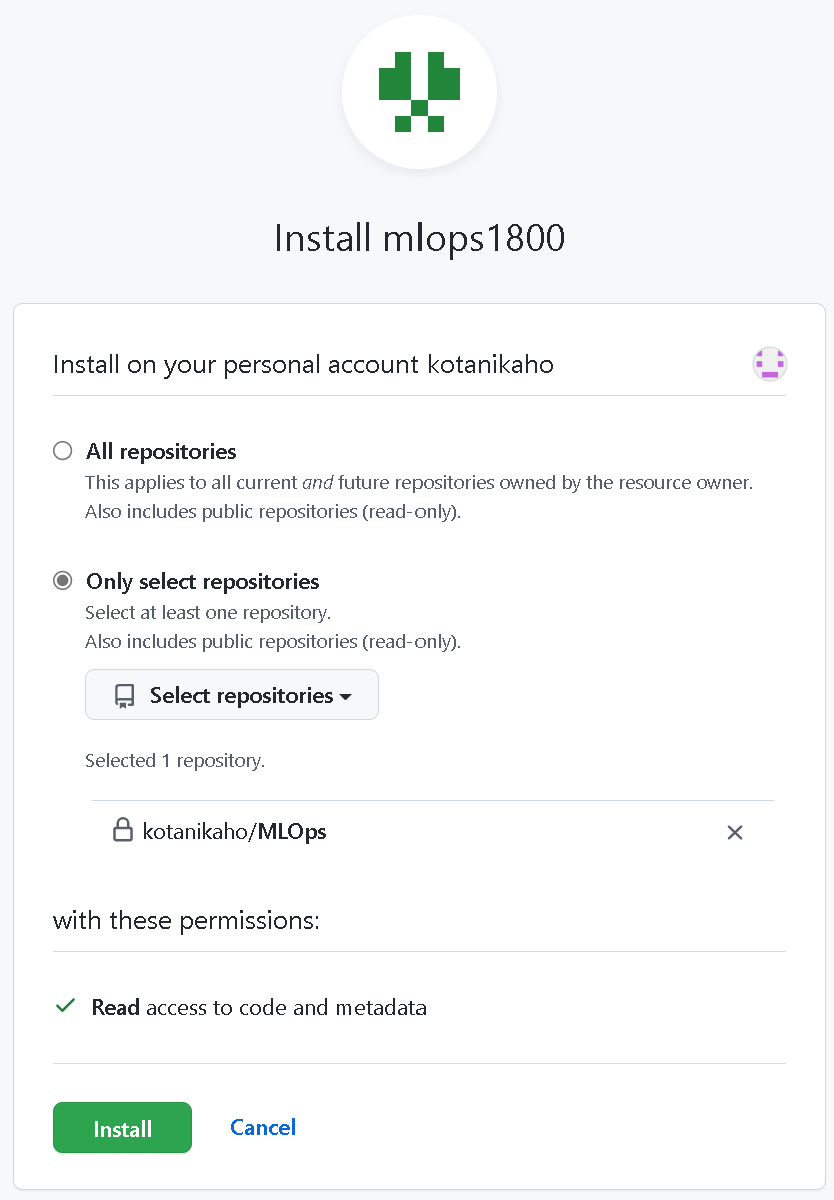 Install mlops1800
Install on your personal account kotanikaho
All repositories
This applies to all current and future repositories owned by the resource owner.
Also includes public repositories (read-only).
Only select repositories
Select at least one repository.
Also includes public repositories (read-only).
Select repositories
Selected 1 repository.
kotanikaho/MLOps
with these permissions:
Read access to code and metadata
Install
Cancel